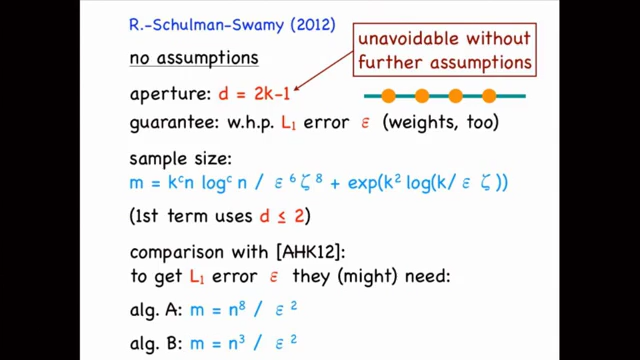 R.-Schulman-Swamy (2012)
unavoidable without
further assumptions
no assumptions
aperture: d = 2k-1
guarantee: w.h.p. L₁ error ε (weights, too)
sample size:
m = kᶜn logᶜ n / ε⁶ζ⁸ + exp(k² log(k/ε ζ))
(1st term uses d ≤ 2)
comparison with [AHK12]:
to get L₁ error ε they (might) need:
alg. A: m = n⁸ / ε²
alg. B: m = n³ / ε²